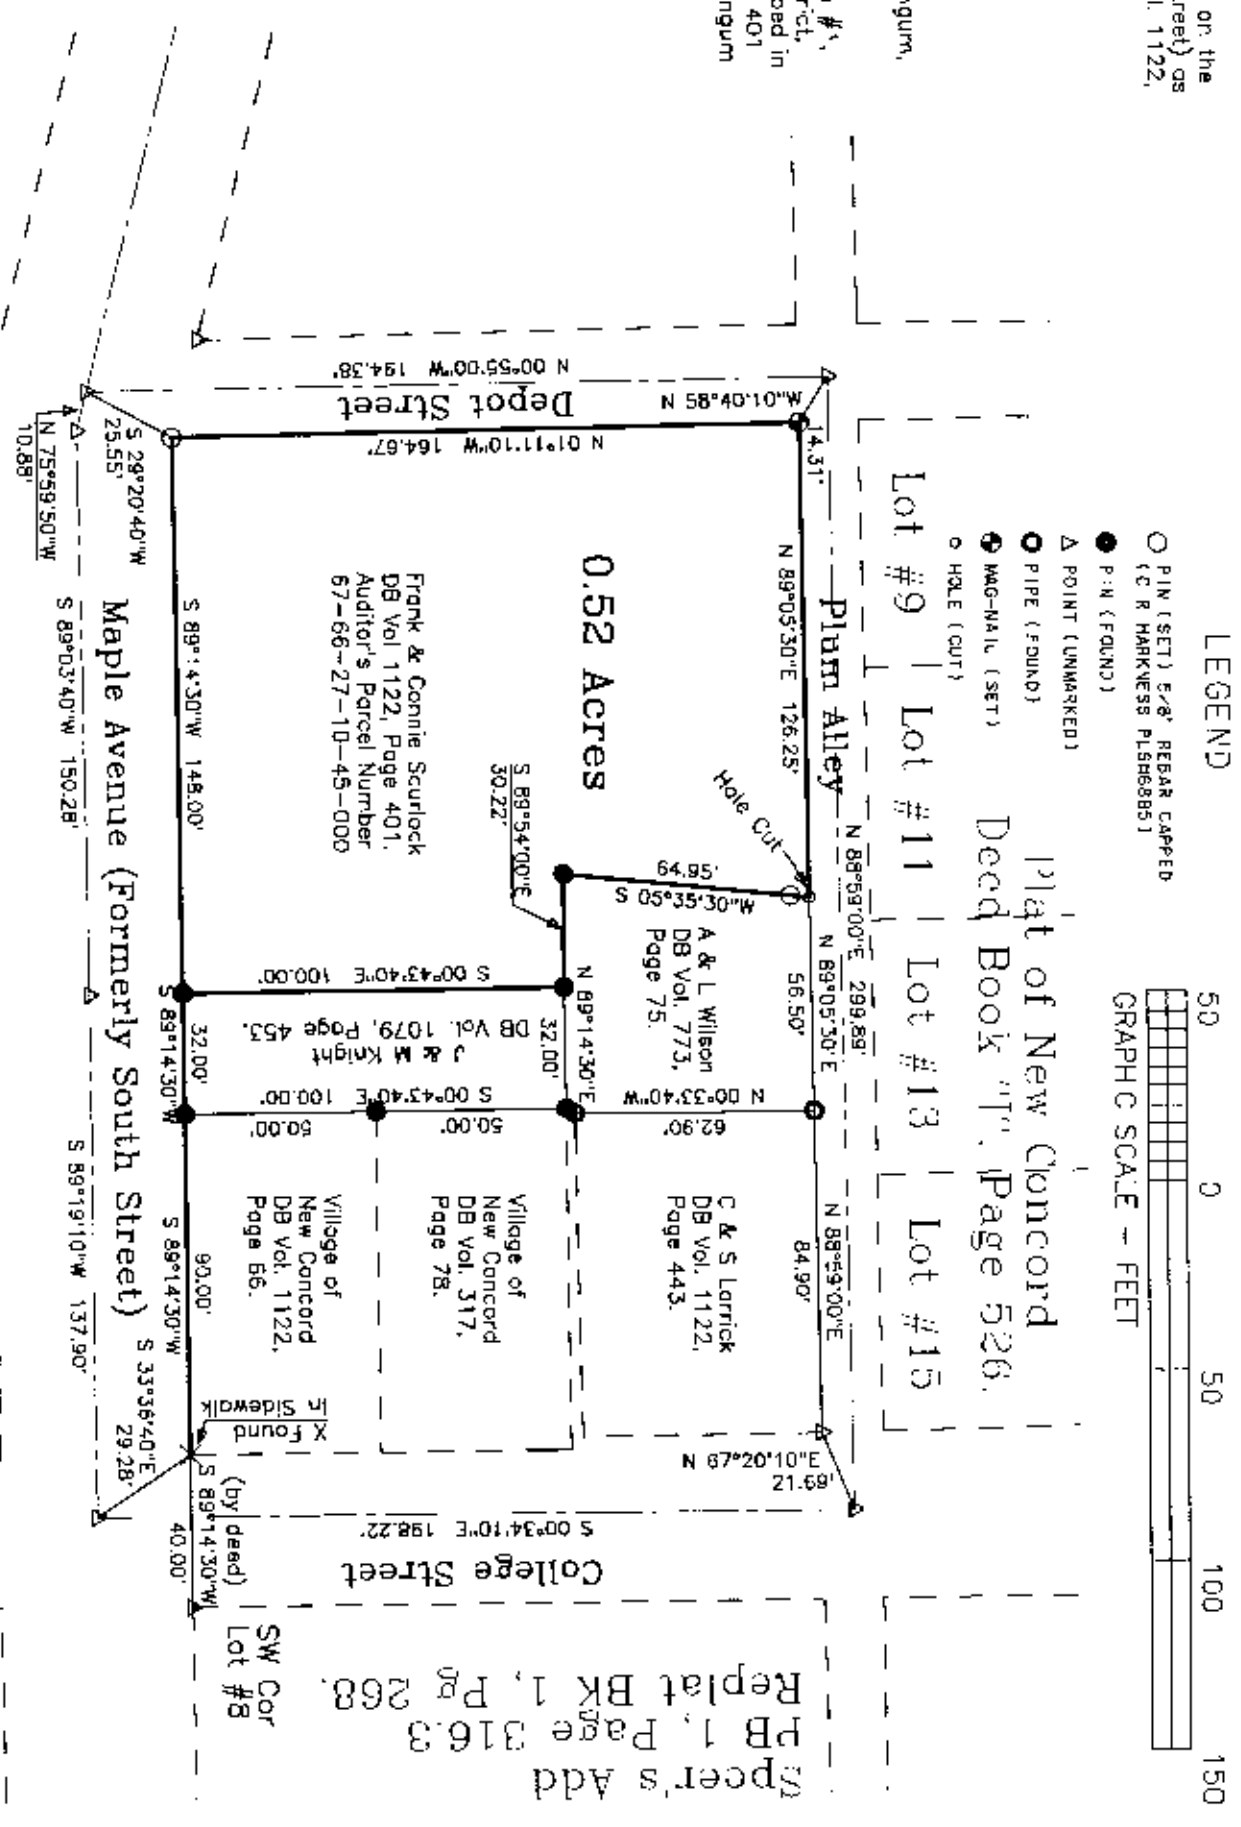 on the
reet) as
l. 1122,
ngum,
#1,
rict,
bed in
401
ngum
LEGEND
PIN (SET) 5/8" REBAR CAPPED
(C R HARKNESS PLS#6885)
PIN (FOUND)
POINT (UNMARKED)
PIPE (FOUND)
MAG-NAIL (SET)
HOLE (CUT)
50 0 50 100 150
GRAPHIC SCALE - FEET
Plat of New Concord
Deed Book "T", Page 526.
Lot #9
Lot #11
Lot #13
Lot #15
Plum Alley
N 88°59'00"E 299.89'
N 58°40'10"W
14.31'
N 89°05'30"E 126.25'
N 89°05'30"E
56.50'
N 88°59'00"E
84.90'
N 67°20'10"E
21.69'
Hole Cut
Depot Street
N 00°55'00"W 194.38'
N 01°11'10"W 164.67'
0.52 Acres
Frank & Connie Scurlock
DB Vol 1122, Page 401.
Auditor's Parcel Number
67-66-27-10-45-000
64.95'
S 05°35'30"W
S 89°54'00"E
30.22'
A & L Wilson
DB Vol. 773,
Page 75.
N 00°33'40"W
62.90'
C & S Larrick
DB Vol. 1122,
Page 443.
N 89°14'30"E
32.00'
S 00°43'40"E 100.00'
J & M Knight
DB Vol. 1079, Page 453.
S 00°43'40"E 100.00'
50.00'
50.00'
Village of
New Concord
DB Vol. 317,
Page 78.
Village of
New Concord
DB Vol. 1122,
Page 66.
X Found
In Sidewalk
S 00°34'10"E 198.22'
College Street
Speer's Add
PB 1, Page 316.3
Replat BK 1, Pg 268.
SW Cor
Lot #8
(by deed)
S 89°14'30"W
40.00'
S 89°14'30"W 148.00'
32.00'
S 89°14'30"W
90.00'
S 89°14'30"W
S 29°20'40"W
25.55'
N 75°59'50"W
10.88'
Maple Avenue (Formerly South Street)
S 33°36'40"E
29.28'
S 89°03'40"W 150.28'
S 89°19'10"W 137.90'